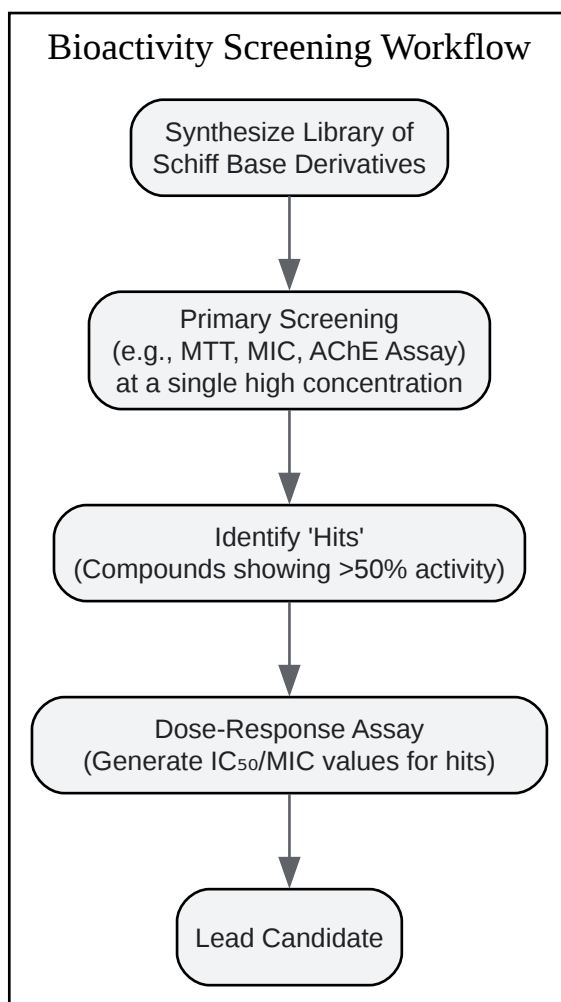 Bioactivity Screening Workflow
Synthesize Library of
Schiff Base Derivatives
Primary Screening
(e.g., MTT, MIC, AChE Assay)
at a single high concentration
Identify 'Hits'
(Compounds showing >50% activity)
Dose-Response Assay
(Generate IC₅₀/MIC values for hits)
Lead Candidate